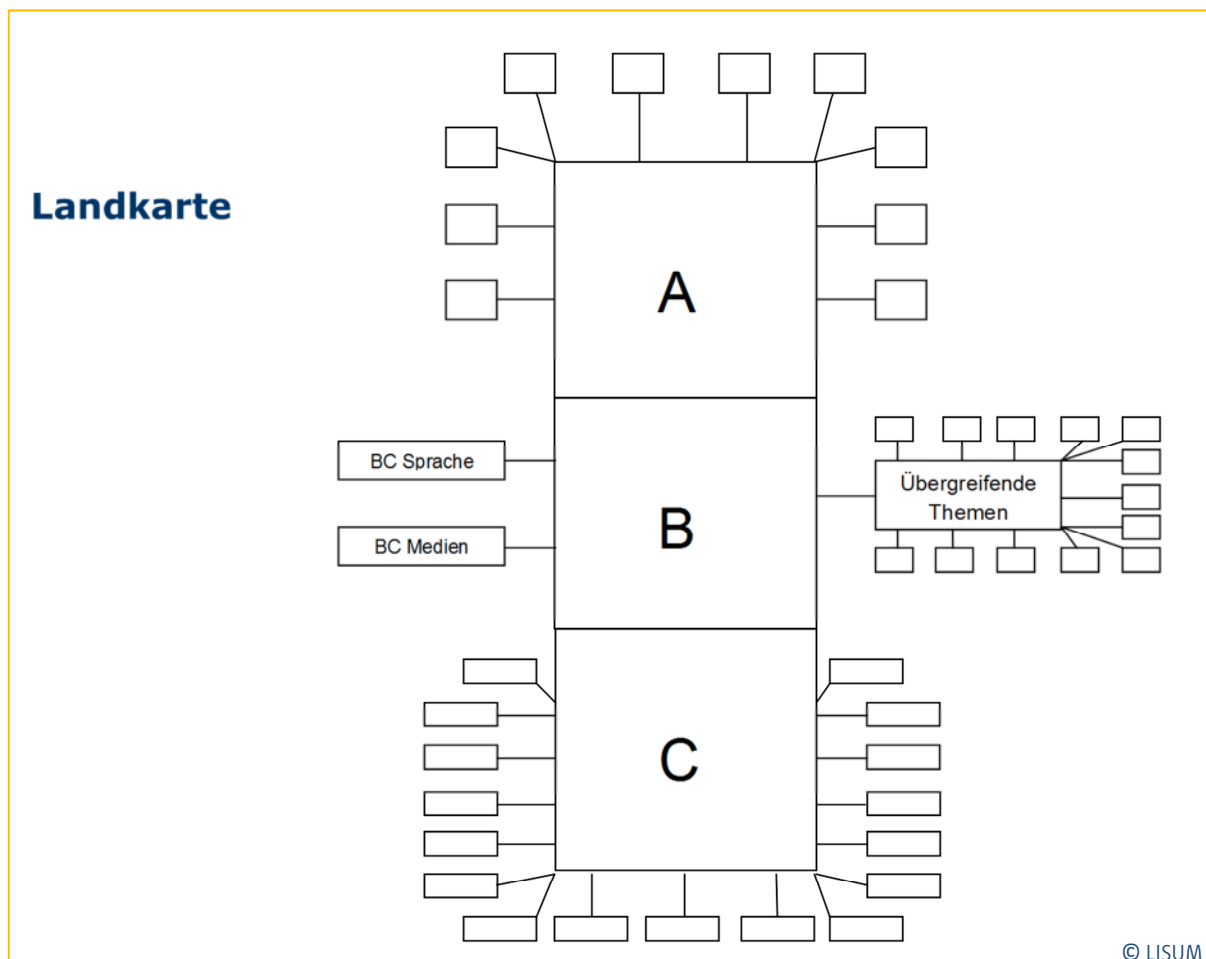 Landkarte
A
BC Sprache
Übergreifende
Themen
B
BC Medien
C
© LISUM